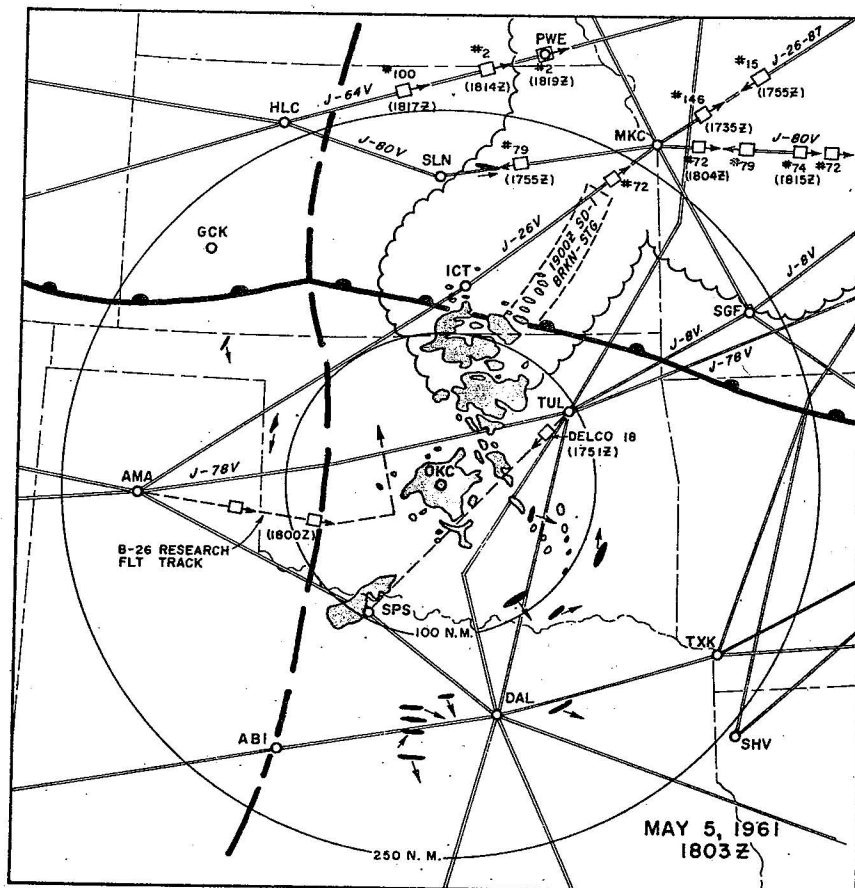 PWE
#2
#100
(1814Z)
#2
(1819Z)
J-26-87
#15
(1755Z)
(1817Z)
J-64V
HLC
#146
(1735Z)
MKC
J-80V
J-80V
SLN
#79
(1755Z)
#72
#72
(1804Z)
#79
#74
(1815Z)
#72
GCK
J-26V
1900Z SD-1
BRKN-STG
ICT
J-8V
SGF
J-8V
J-78V
TUL
DELCO 18
(1751Z)
J-78V
AMA
OKC
(1800Z)
B-26 RESEARCH
FLT TRACK
SPS
100 N.M.
TXK
DAL
ABI
SHV
MAY 5, 1961
1803Z
250 N.M.